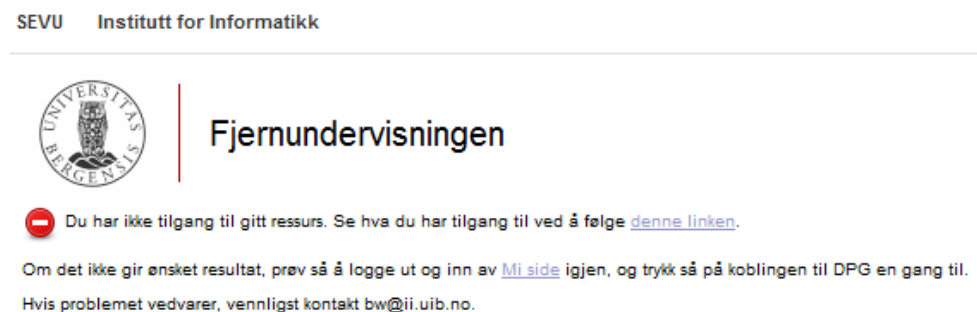 SEVU Institutt for Informatikk
UNIVERSITAS BERGENSIS
Fjernundervisningen
Du har ikke tilgang til gitt ressurs. Se hva du har tilgang til ved å følge denne linken.
Om det ikke gir ønsket resultat, prøv så å logge ut og inn av Mi side igjen, og trykk så på koblingen til DPG en gang til.
Hvis problemet vedvarer, vennligst kontakt bw@ii.uib.no.